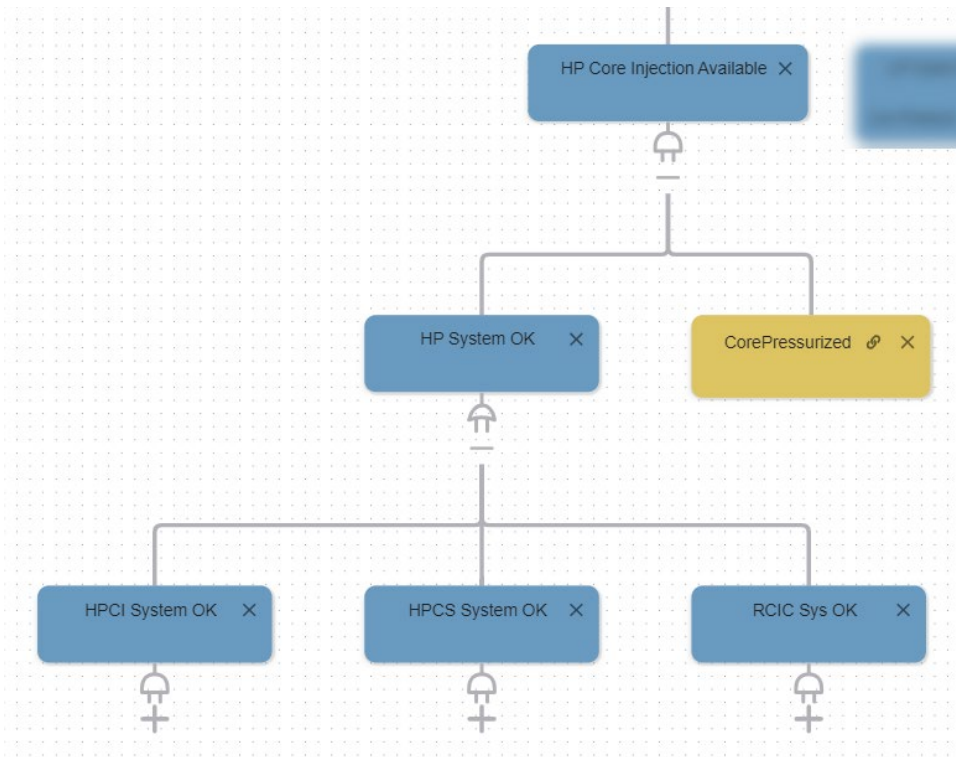 HP Core Injection Available
HP System OK
CorePressurized
HPCI System OK
HPCS System OK
RCIC Sys OK